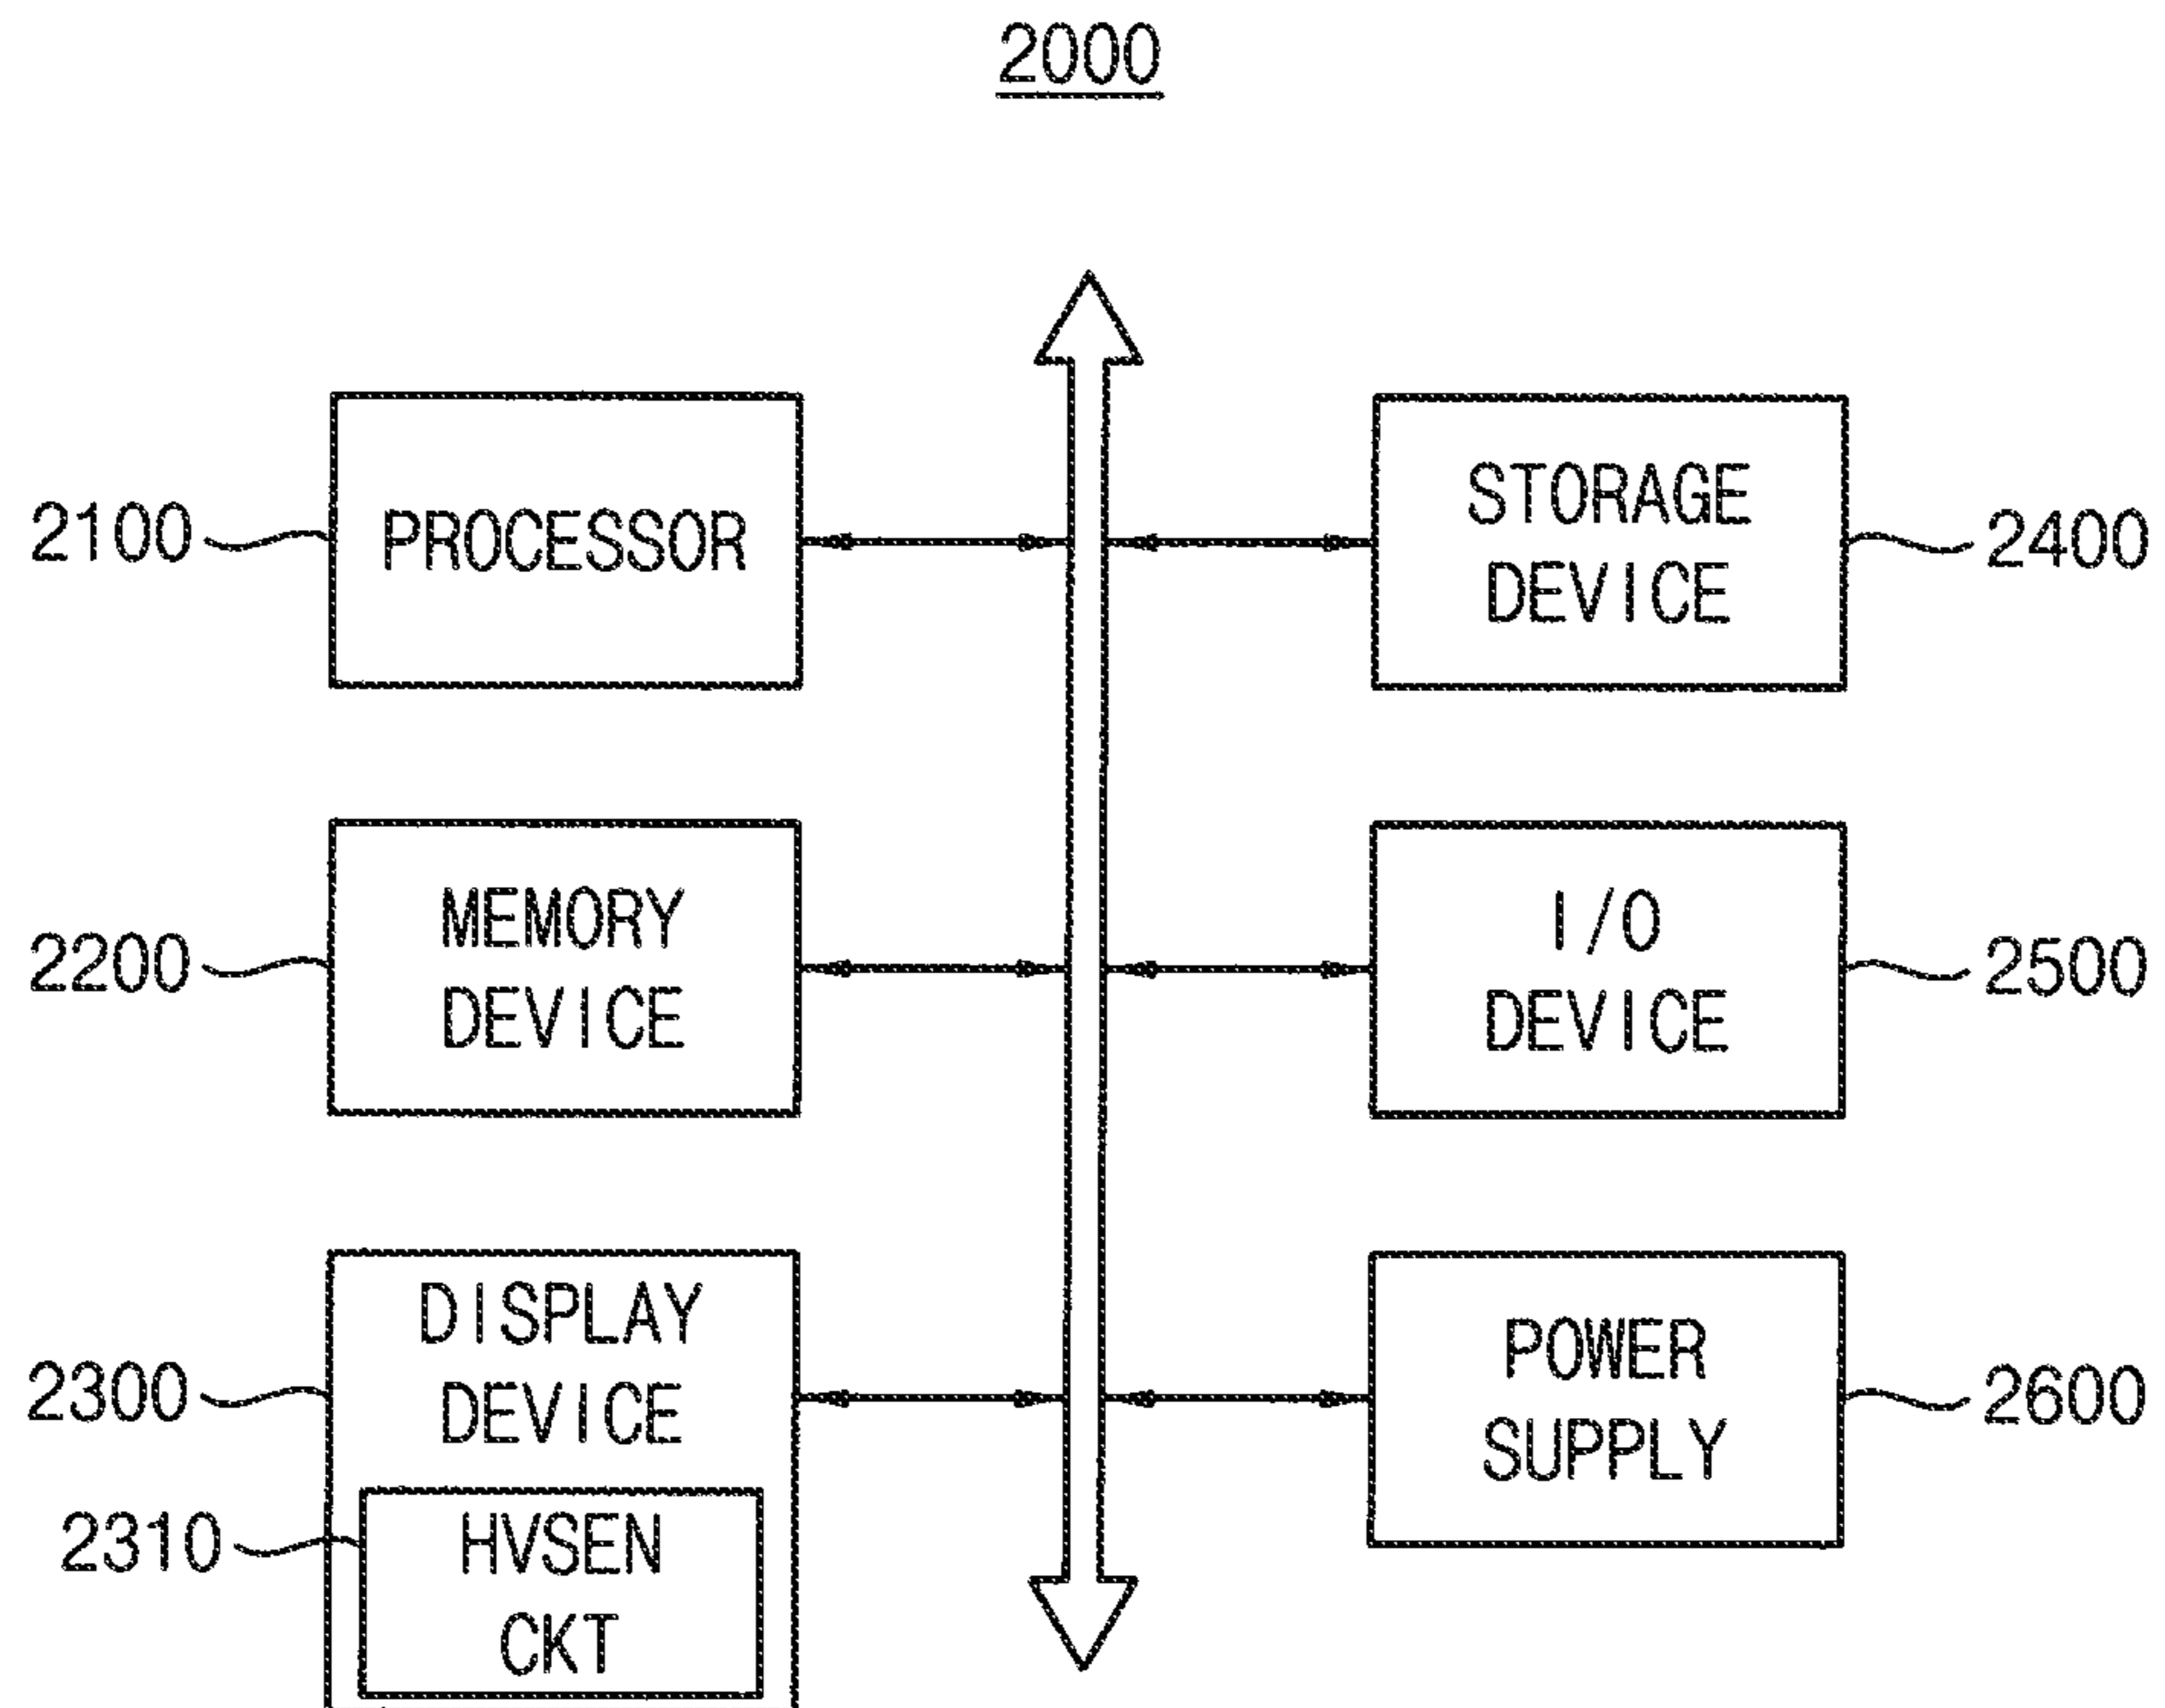 2000
2100
PROCESSOR
STORAGE
DEVICE
2400
2200
MEMORY
DEVICE
I/O
DEVICE
2500
2300
DISPLAY
DEVICE
2310
HVSEN
CKT
POWER
SUPPLY
2600